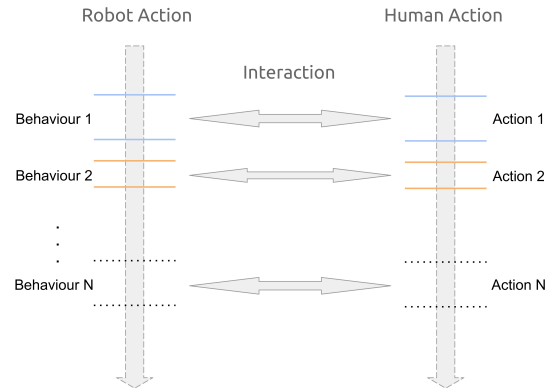 Robot Action
Human Action
Interaction
Behaviour 1
Action 1
Behaviour 2
Action 2
Behaviour N
Action N